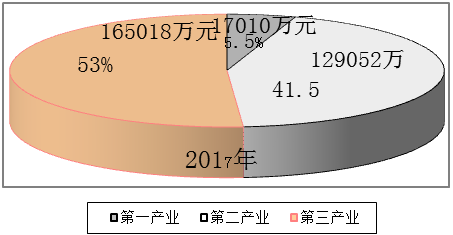 165018万元
53%
17010万元
5.5%
129052万
41.5
2017年
第一产业 第二产业 第三产业